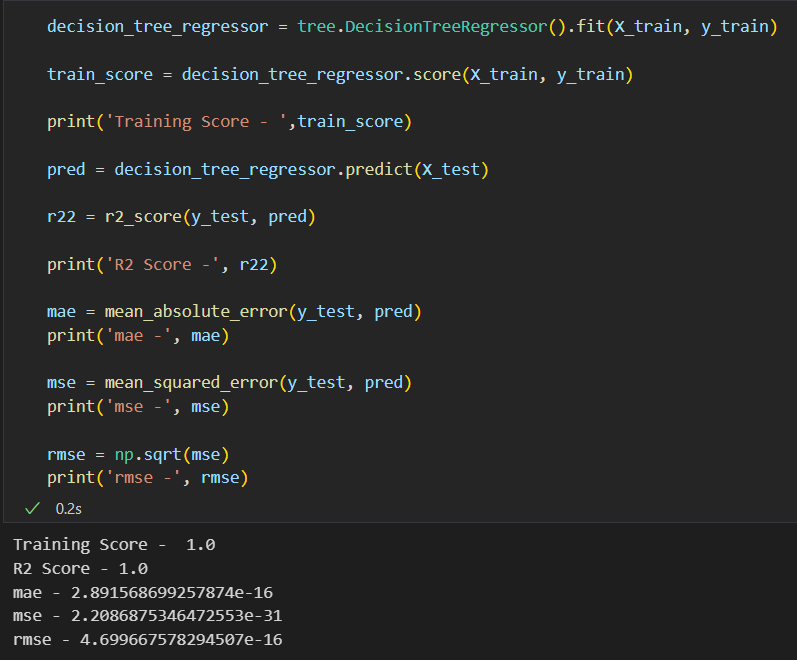 decision_tree_regressor = tree.DecisionTreeRegressor().fit(X_train, y_train)
train_score = decision_tree_regressor.score(X_train, y_train)
print('Training Score - ',train_score)
pred = decision_tree_regressor.predict(X_test)
r22 = r2_score(y_test, pred)
print('R2 Score -', r22)
mae = mean_absolute_error(y_test, pred)
print('mae -', mae)
mse = mean_squared_error(y_test, pred)
print('mse -', mse)
rmse = np.sqrt(mse)
print('rmse -', rmse)
0.2s
Training Score -  1.0
R2 Score - 1.0
mae - 2.891568699257874e-16
mse - 2.2086875346472553e-31
rmse - 4.699667578294507e-16